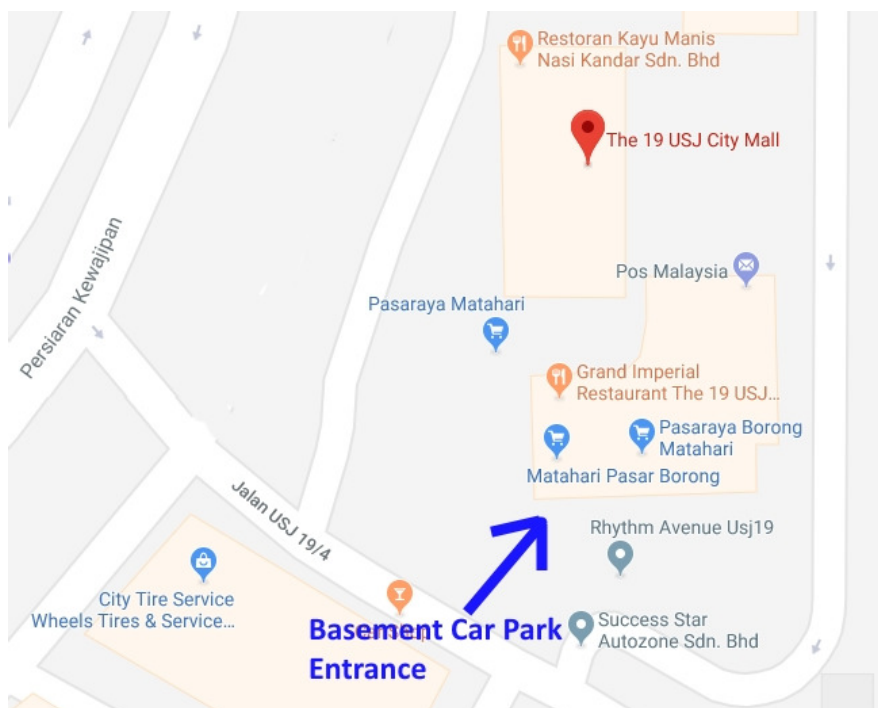 Restoran Kayu Manis
Nasi Kandar Sdn. Bhd
The 19 USJ City Mall
Pos Malaysia
Persiaran Kewajipan
Pasaraya Matahari
Grand Imperial
Restaurant The 19 USJ...
Pasaraya Borong
Matahari
Matahari Pasar Borong
Jalan USJ 19/4
Rhythm Avenue Usj19
City Tire Service
Wheels Tires & Service...
Success Star
Autozone Sdn. Bhd
Basement Car Park
Entrance